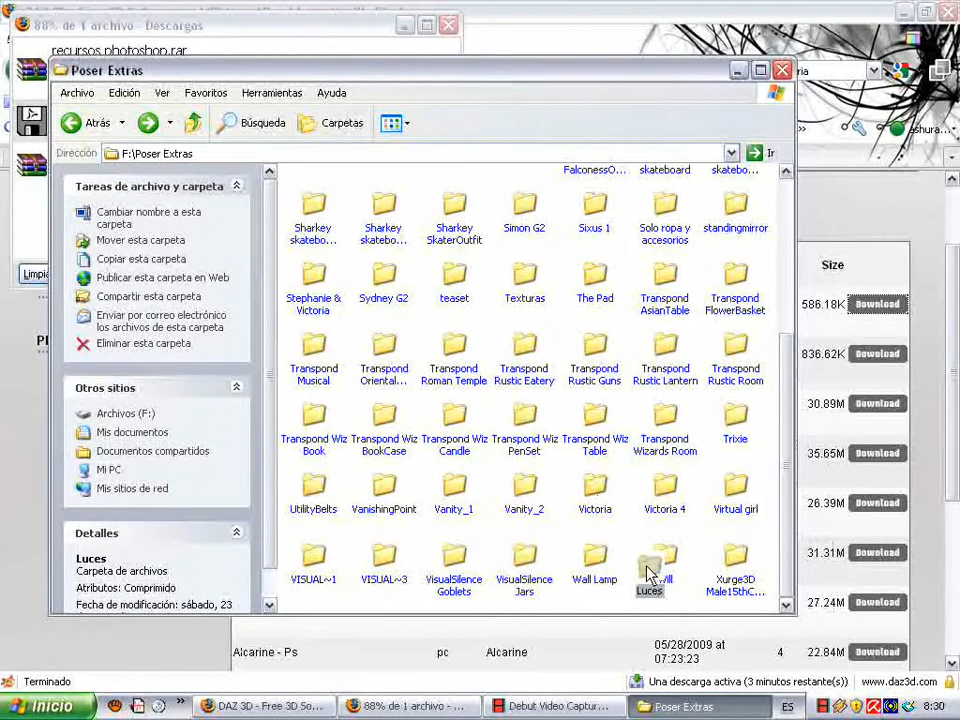 88% de 1 archivo - Descargas
recursos photoshop.rar
Poser Extras
Archivo Edición Ver Favoritos Herramientas Ayuda
Atrás Búsqueda Carpetas
Dirección F:\Poser Extras Ir
Tareas de archivo y carpeta
Cambiar nombre a esta
carpeta
Mover esta carpeta
Copiar esta carpeta
Publicar esta carpeta en Web
Compartir esta carpeta
Enviar por correo electrónico
los archivos de esta carpeta
Eliminar esta carpeta
Otros sitios
Archivos (F:)
Mis documentos
Documentos compartidos
Mi PC
Mis sitios de red
Detalles
Luces
Carpeta de archivos
Atributos: Comprimido
Fecha de modificación: sábado, 23
FalconessO... skateboard skatebo...
Sharkey skatebo...
Sharkey skatebo...
Sharkey SkaterOutfit
Simon G2
Sixus 1
Solo ropa y accesorios
standingmirror
Stephanie & Victoria
Sydney G2
teaset
Texturas
The Pad
Transpond AsianTable
Transpond FlowerBasket
Transpond Musical
Transpond Oriental...
Transpond Roman Temple
Transpond Rustic Eatery
Transpond Rustic Guns
Transpond Rustic Lantern
Transpond Rustic Room
Transpond Wiz Book
Transpond Wiz BookCase
Transpond Wiz Candle
Transpond Wiz PenSet
Transpond Wiz Table
Transpond Wizards Room
Trixie
UtilityBelts
VanishingPoint
Vanity_1
Vanity_2
Victoria
Victoria 4
Virtual girl
VISUAL~1
VISUAL~3
VisualSilence Goblets
VisualSilence Jars
Wall Lamp
Will
Luces
Xurge3D Male15thC...
Size
586.18K Download
836.62K Download
30.89M Download
35.65M Download
26.39M Download
31.31M Download
27.24M Download
Alcarine - Ps pc Alcarine 05/28/2009 at 07:23:23 4 22.84M Download
Terminado
Una descarga activa (3 minutos restante(s))
www.daz3d.com
Inicio
DAZ 3D - Free 3D So...
88% de 1 archivo - ...
Debut Video Captur...
Poser Extras
ES
8:30